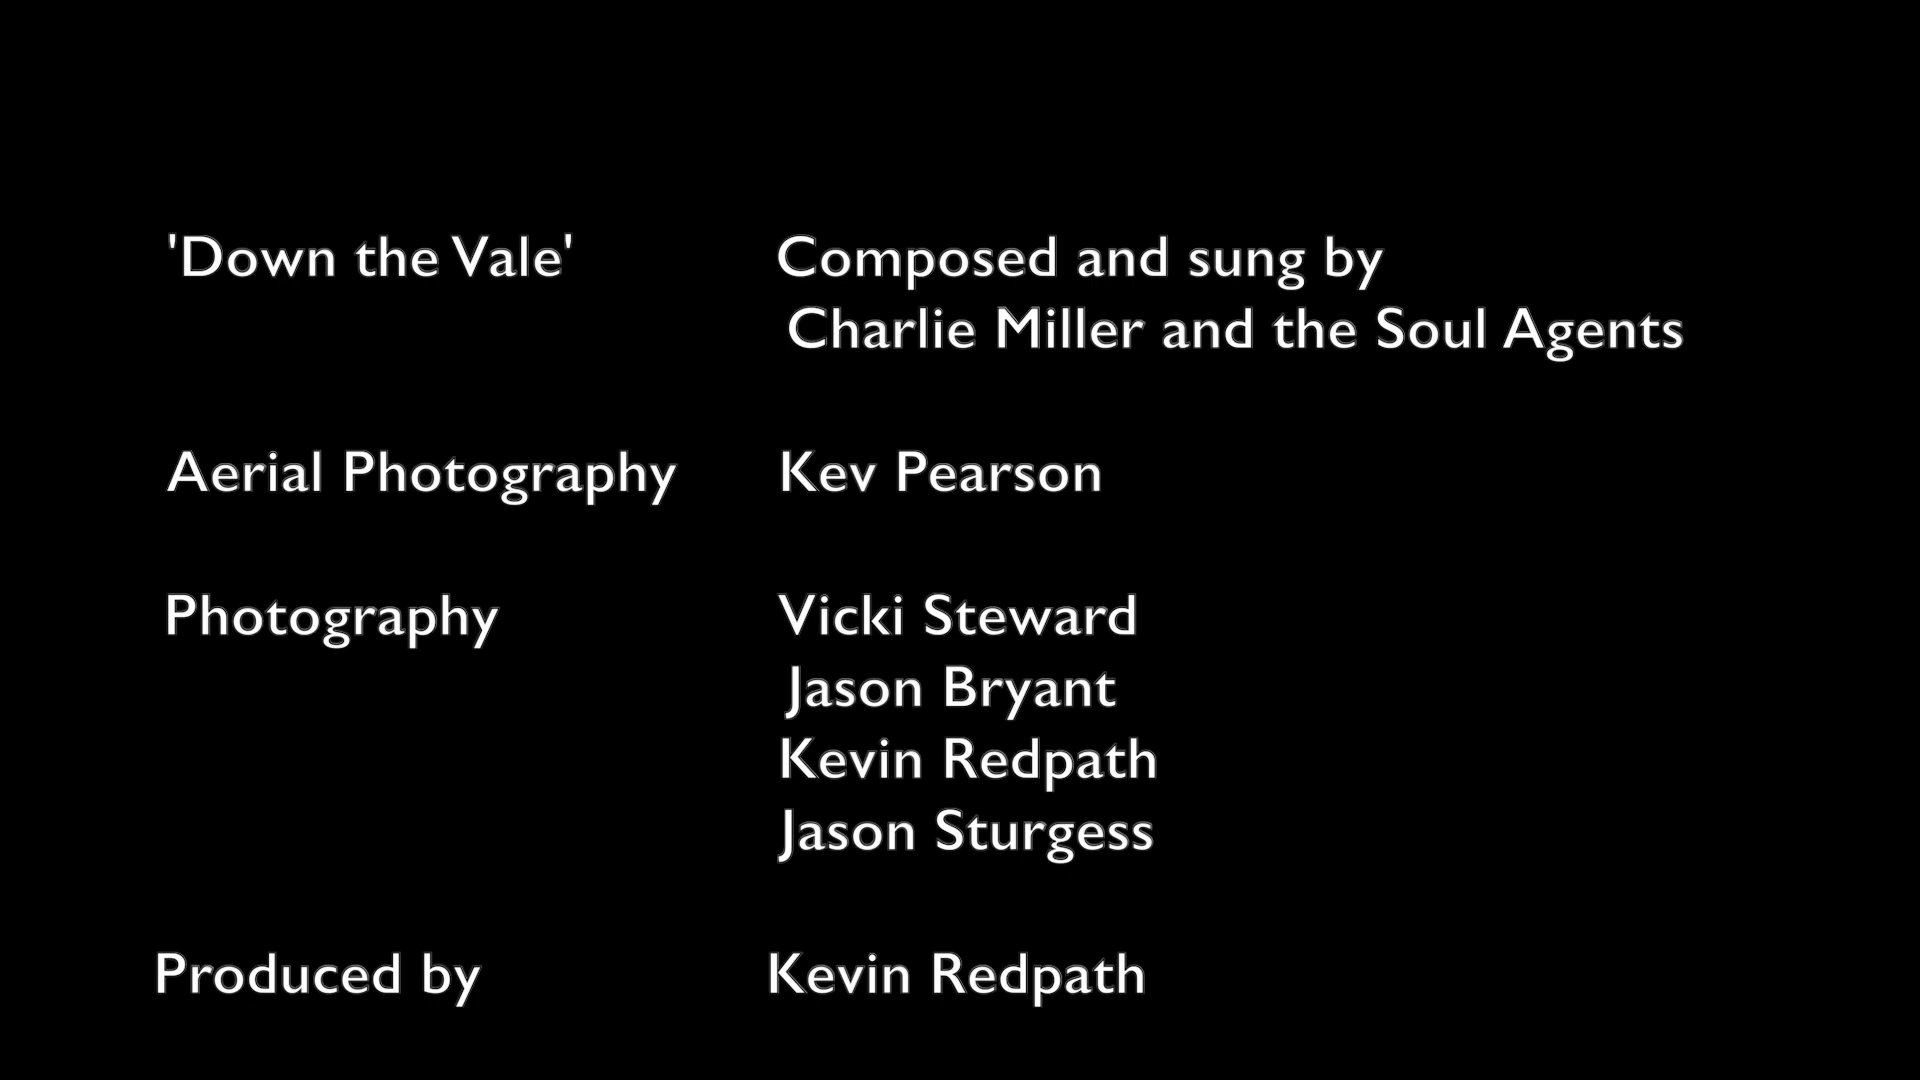 'Down the Vale' Composed and sung by
Charlie Miller and the Soul Agents
Aerial Photography Kev Pearson
Photography Vicki Steward
Jason Bryant
Kevin Redpath
Jason Sturgess
Produced by Kevin Redpath